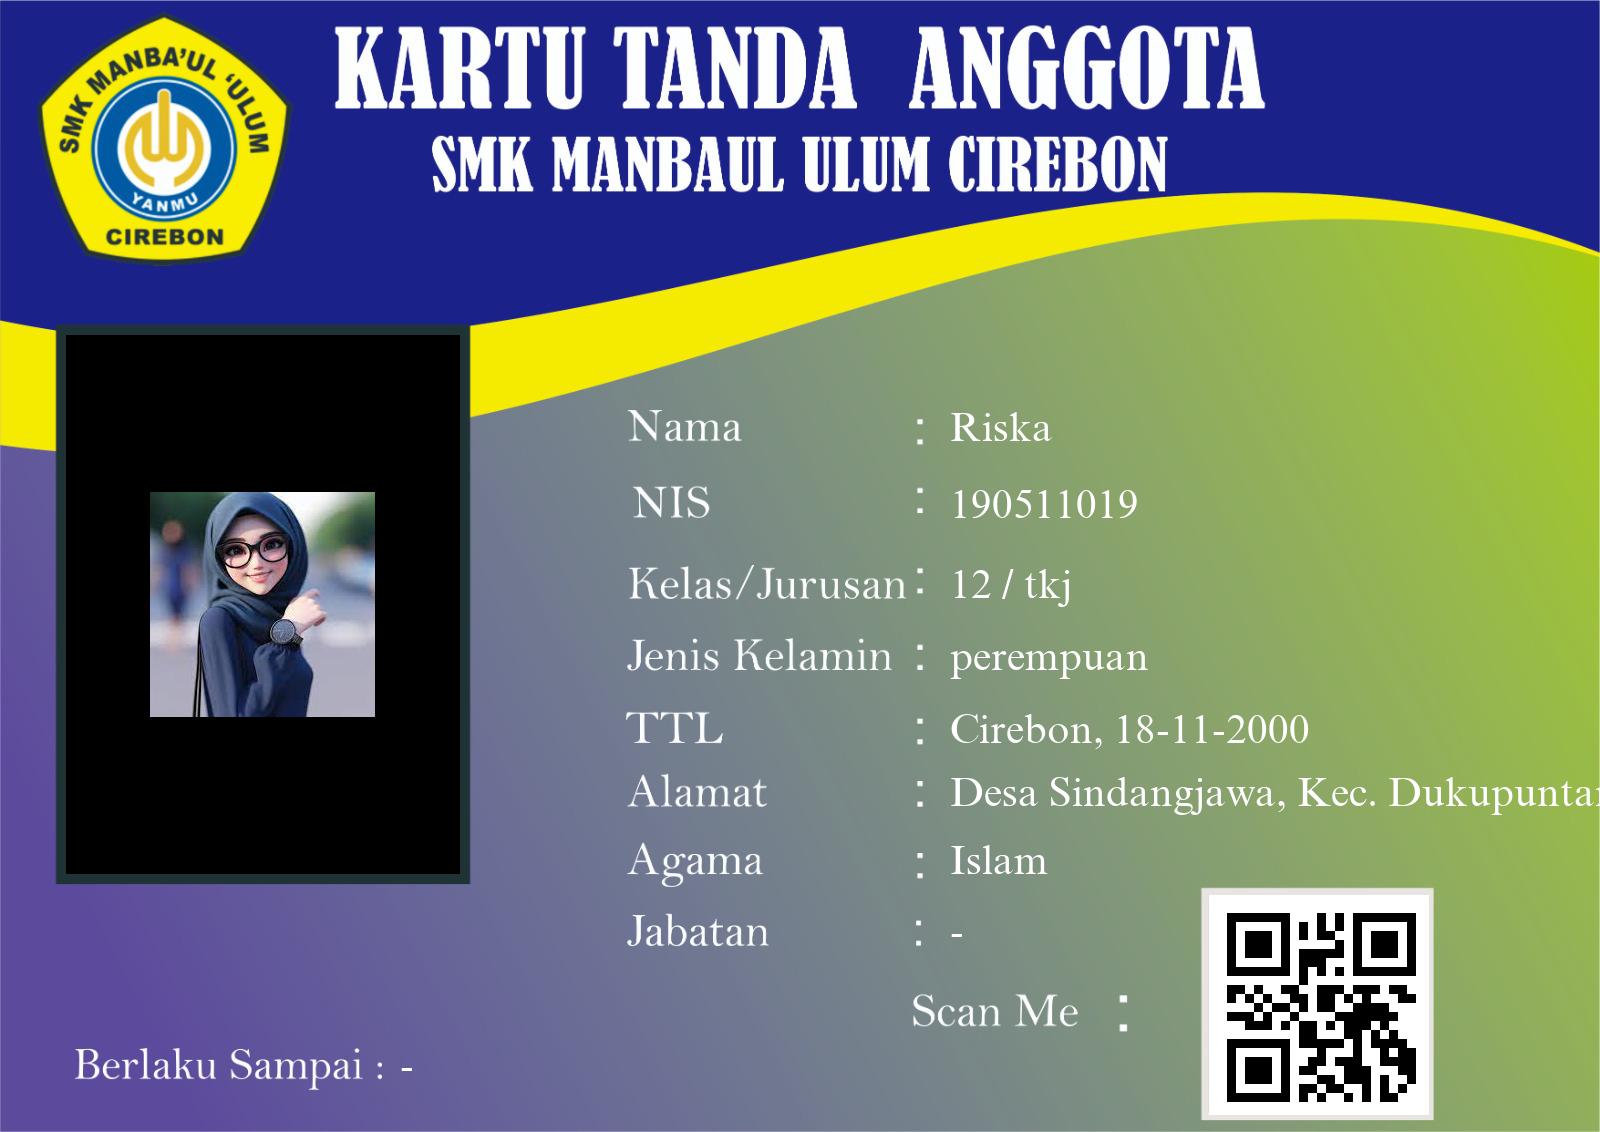 SMK MANBA'UL 'ULUM
YANMU
CIREBON
KARTU TANDA ANGGOTA
SMK MANBAUL ULUM CIREBON
Nama : Riska
NIS : 190511019
Kelas/Jurusan : 12 / tkj
Jenis Kelamin : perempuan
TTL : Cirebon, 18-11-2000
Alamat : Desa Sindangjawa, Kec. Dukupuntan
Agama : Islam
Jabatan : -
Scan Me :
Berlaku Sampai : -